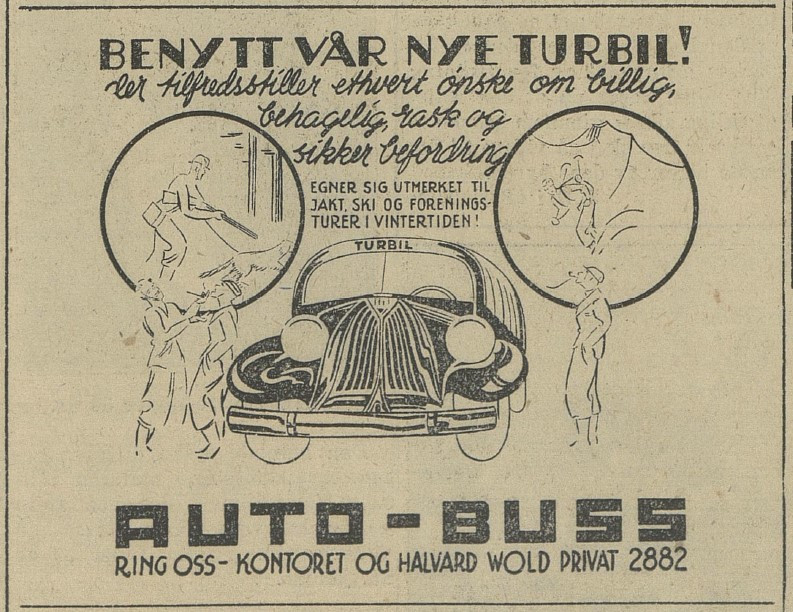 BENYTT VÅR NYE TURBIL!
der tilfredsstiller ethvert ønske om billig,
behagelig, rask og
sikker befordring
EGNER SIG UTMERKET TIL
JAKT, SKI OG FORENINGS-
TURER I VINTERTIDEN!
TURBIL
AUTO-BUSS
RING OSS - KONTORET OG HALVARD WOLD PRIVAT 2882